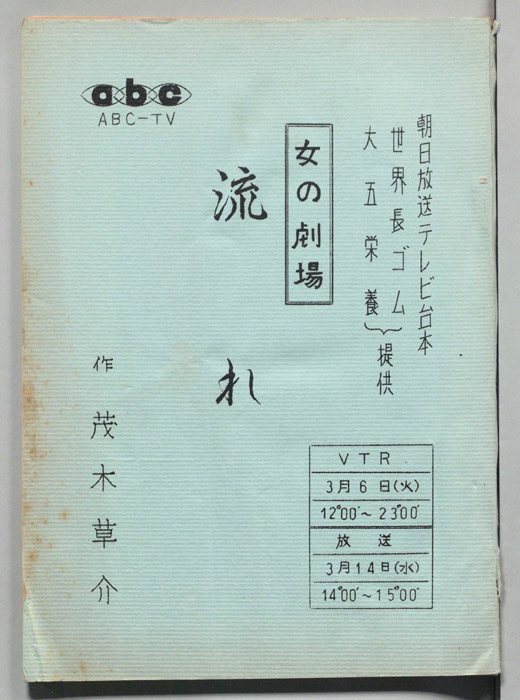 abc
ABC-TV
朝日放送テレビ台本
世界長ゴム
大五栄養
提供
女の劇場
流れ
作 茂木草介
VTR
3月6日(火)
12°00′～23°00′
放送
3月14日(水)
14°00′～15°00′